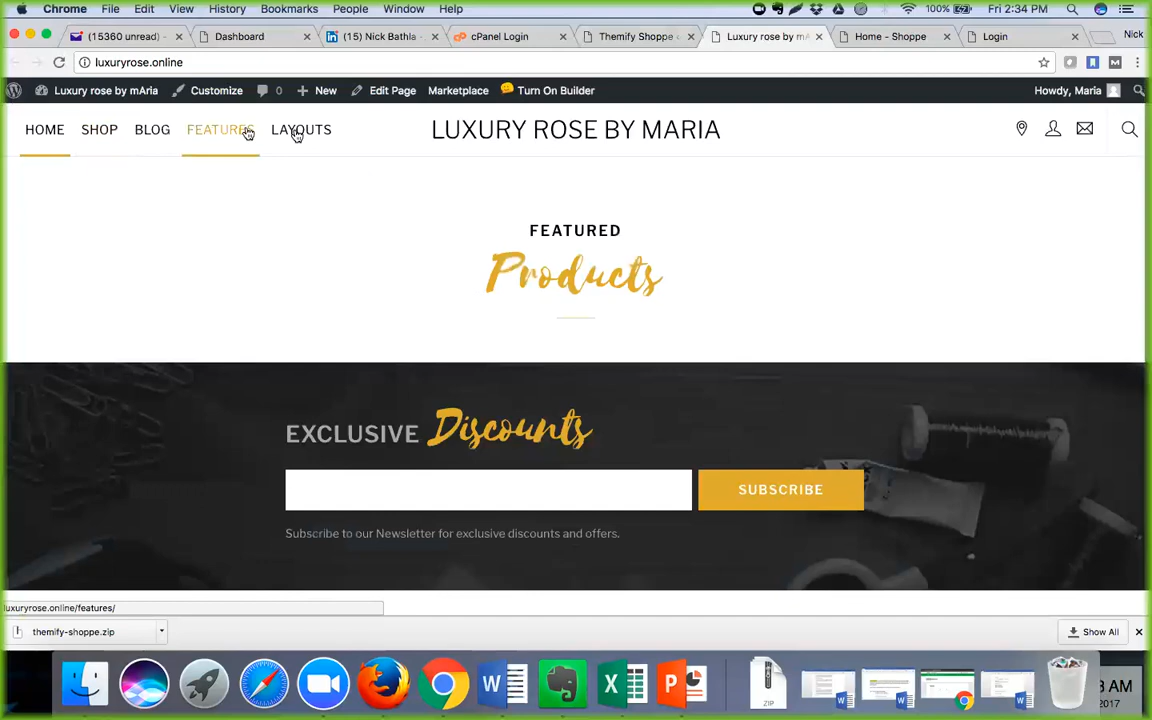 Chrome File Edit View History Bookmarks People Window Help 100% Fri 2:34 PM
(15360 unread) - Dashboard (15) Nick Bathla - cPanel Login Themify Shoppe Luxury rose by mA Home - Shoppe Login Nick
luxuryrose.online
Luxury rose by mAria Customize 0 + New Edit Page Marketplace Turn On Builder Howdy, Maria
HOME SHOP BLOG FEATURES LAYOUTS LUXURY ROSE BY MARIA
FEATURED
Products
EXCLUSIVE Discounts
SUBSCRIBE
Subscribe to our Newsletter for exclusive discounts and offers.
luxuryrose.online/features/
themify-shoppe.zip Show All
W X P ZIP W W W
AM
2017